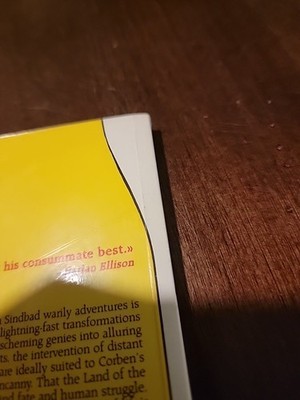 his consummate best.»
Harlan Ellison
Sindbad wanly adventures is
lightning-fast transformations
scheming genies into alluring
ts. the intervention of distant
are ideally suited to Corben's
ncanny. That the Land of the
nd fate and human struggle.